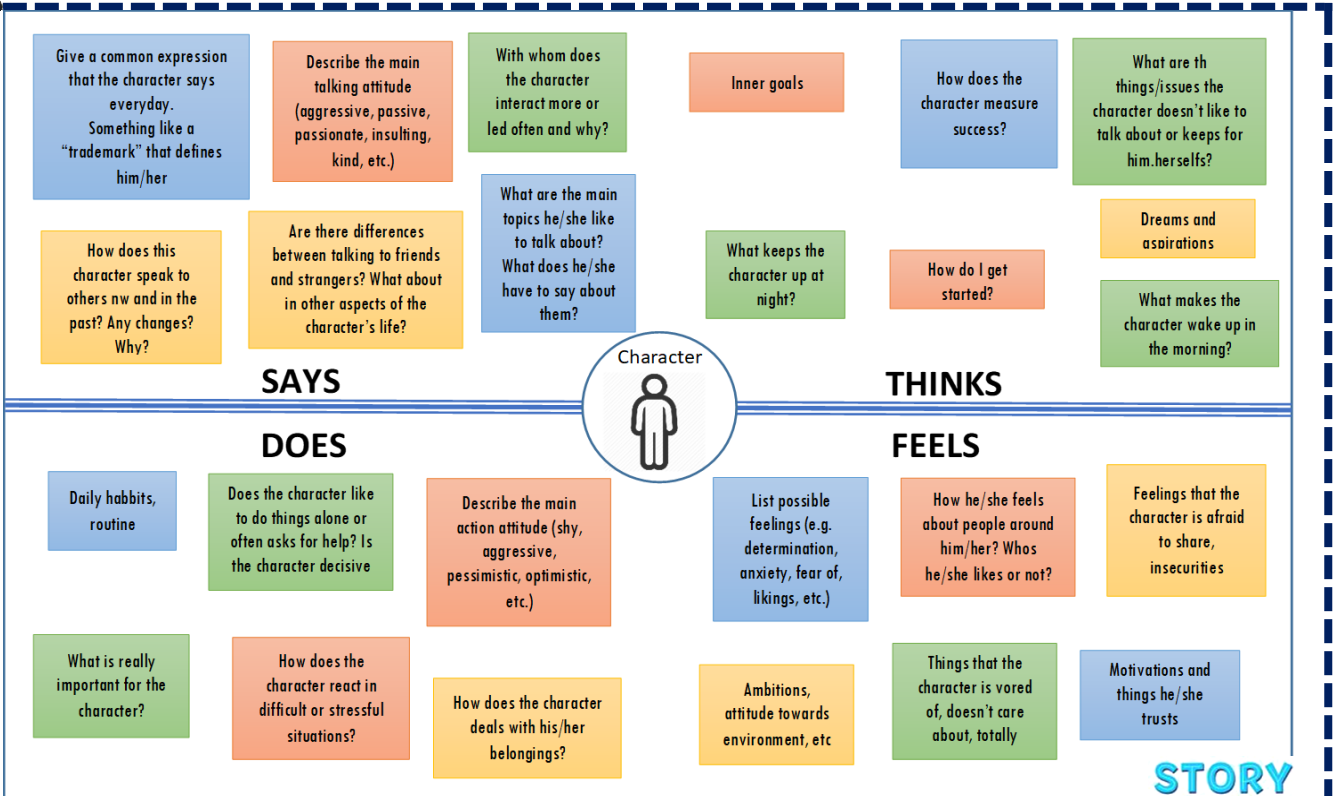 Give a common expression
that the character says
everyday.
Something like a
“trademark” that defines
him/her
Describe the main
talking attitude
(aggressive, passive,
passionate, insulting,
kind, etc.)
With whom does
the character
interact more or
led often and why?
How does this
character speak to
others nw and in the
past? Any changes?
Why?
Are there differences
between talking to friends
and strangers? What about
in other aspects of the
character’s life?
What are the main
topics he/she like
to talk about?
What does he/she
have to say about
them?
SAYS
Inner goals
How does the
character measure
success?
What are th
things/issues the
character doesn’t like to
talk about or keeps for
him.herselfs?
What keeps the
character up at
night?
How do I get
started?
Dreams and
aspirations
What makes the
character wake up in
the morning?
THINKS
Character
DOES
Daily habbits,
routine
Does the character like
to do things alone or
often asks for help? Is
the character decisive
Describe the main
action attitude (shy,
aggressive,
pessimistic, optimistic,
etc.)
What is really
important for the
character?
How does the
character react in
difficult or stressful
situations?
How does the character
deals with his/her
belongings?
FEELS
List possible
feelings (e.g.
determination,
anxiety, fear of,
likings, etc.)
How he/she feels
about people around
him/her? Whos
he/she likes or not?
Feelings that the
character is afraid
to share,
insecurities
Ambitions,
attitude towards
environment, etc
Things that the
character is vored
of, doesn’t care
about, totally
Motivations and
things he/she
trusts
STORY